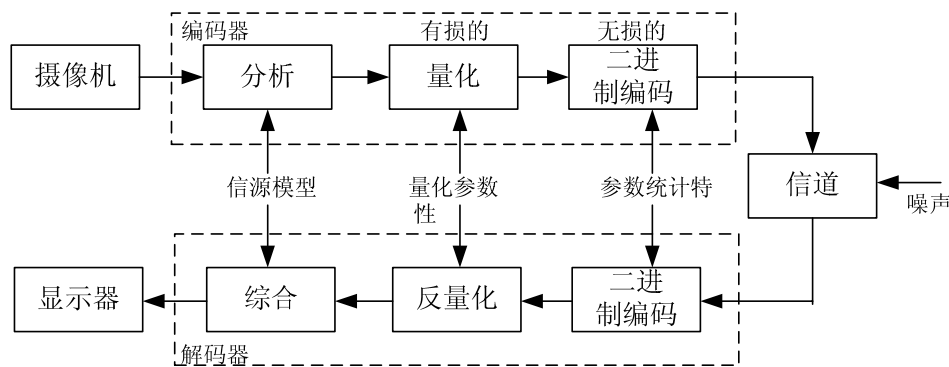 编码器
有损的
无损的
摄像机
分析
量化
二进
制编码
信源模型
量化参数
性
参数统计特
信道
噪声
显示器
综合
反量化
二进
制编码
解码器